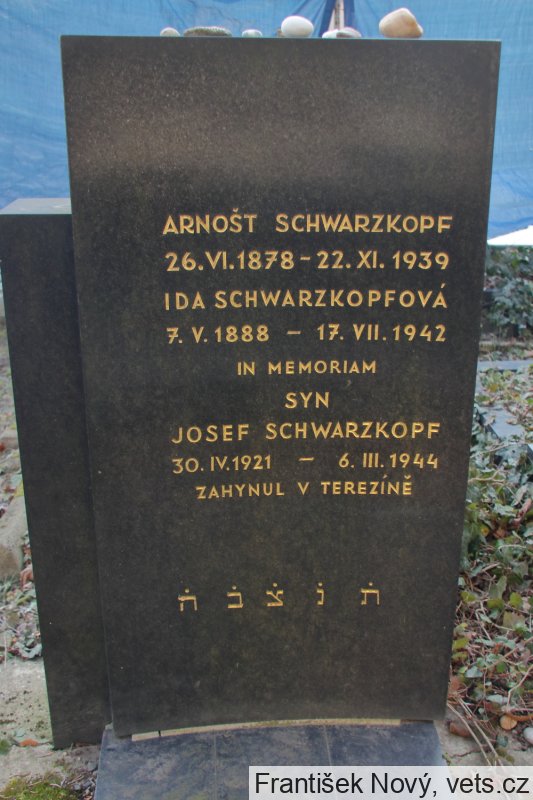 ARNOŠT SCHWARZKOPF
26. VI. 1878 - 22. XI. 1939
IDA SCHWARZKOPFOVÁ
7. V. 1888 - 17. VII. 1942
IN MEMORIAM
SYN
JOSEF SCHWARZKOPF
30. IV. 1921 - 6. III. 1944
ZAHYNUL V TEREZÍNĚ
תׄ נׄ צׄ בׄ הׄ
František Nový, vets.cz